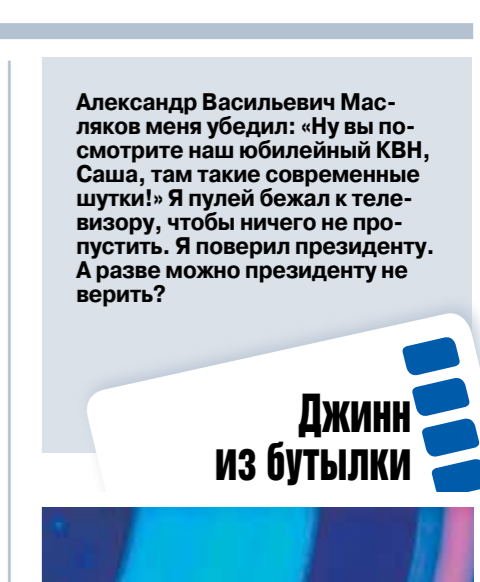 Александр Васильевич Мас-
ляков меня убедил: «Ну вы по-
смотрите наш юбилейный КВН,
Саша, там такие современные
шутки!» Я пулей бежал к теле-
визору, чтобы ничего не про-
пустить. Я поверил президенту.
А разве можно президенту не
верить?
Джинн
из бутылки